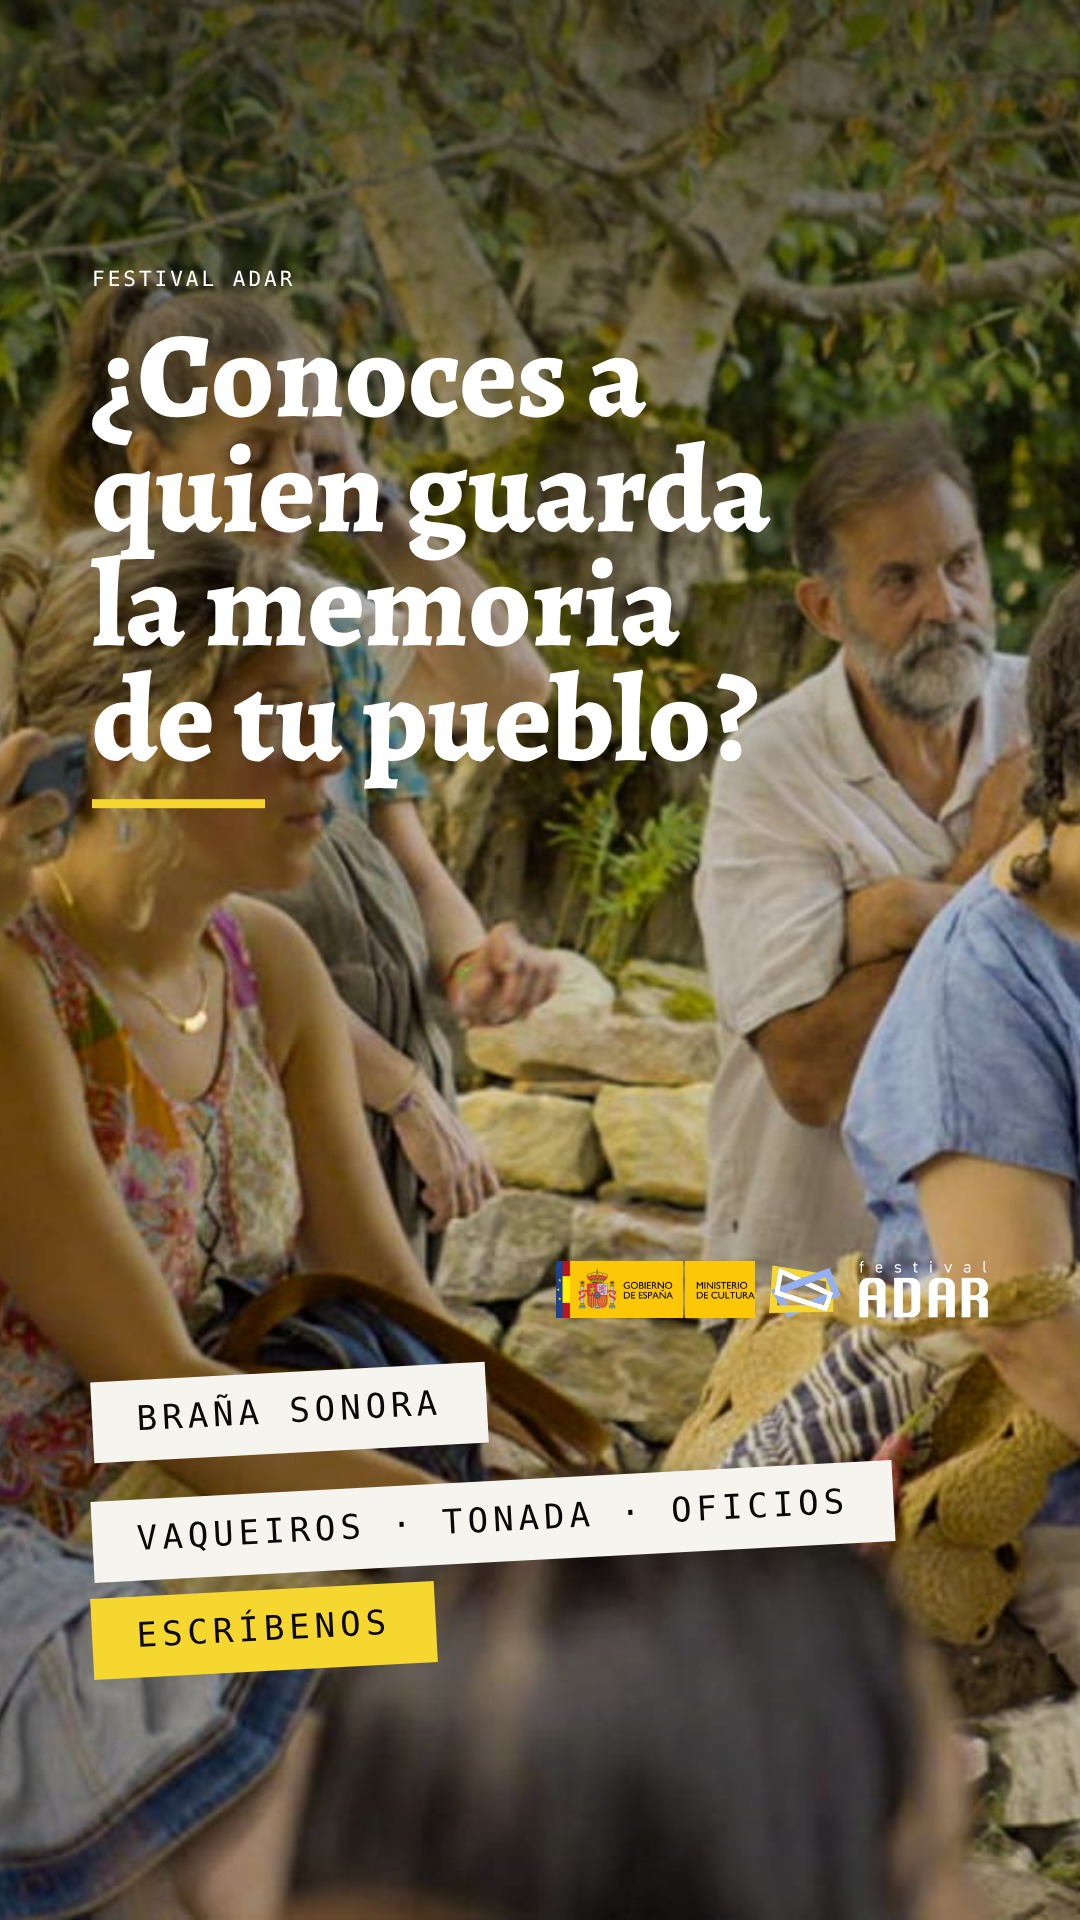 FESTIVAL ADAR
¿Conoces a
quien guarda
la memoria
de tu pueblo?
GOBIERNO
DE ESPAÑA
MINISTERIO
DE CULTURA
festival
ADAR
BRAÑA SONORA
VAQUEIROS · TONADA · OFICIOS
ESCRÍBENOS